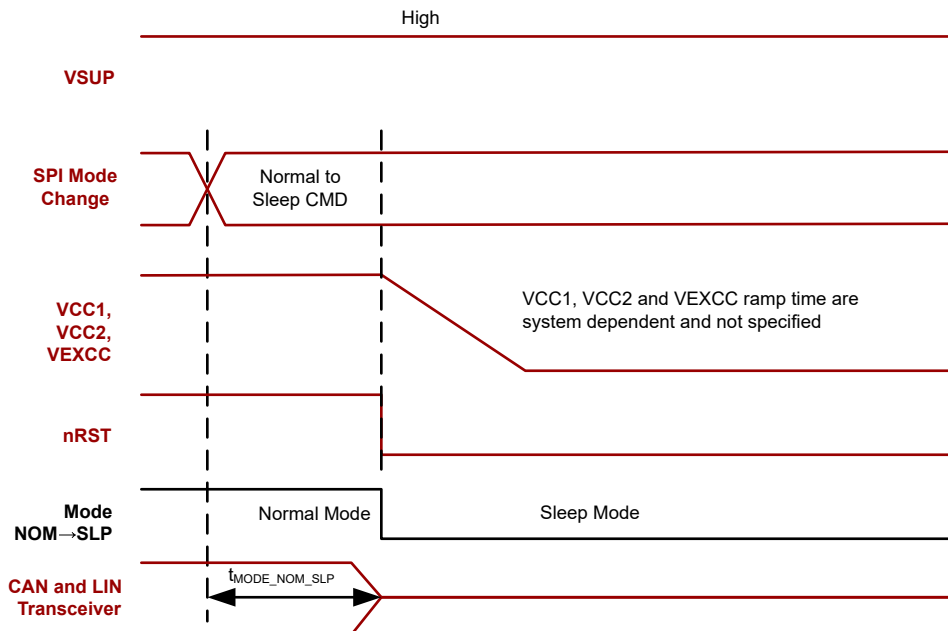 High
VSUP
SPI Mode
Change
Normal to
Sleep CMD
VCC1,
VCC2,
VEXCC
VCC1, VCC2 and VEXCC ramp time are
system dependent and not specified
nRST
Mode
NOM→SLP
Normal Mode
Sleep Mode
CAN and LIN
Transceiver
tMODE_NOM_SLP